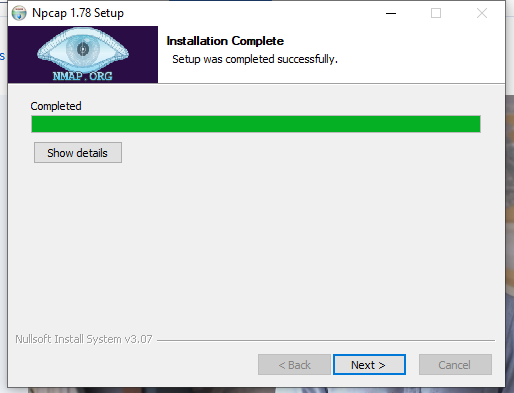 Npcap 1.78 Setup
NMAP.ORG
Installation Complete
Setup was completed successfully.
s
Completed
Show details
Nullsoft Install System v3.07
< Back
Next >
Cancel